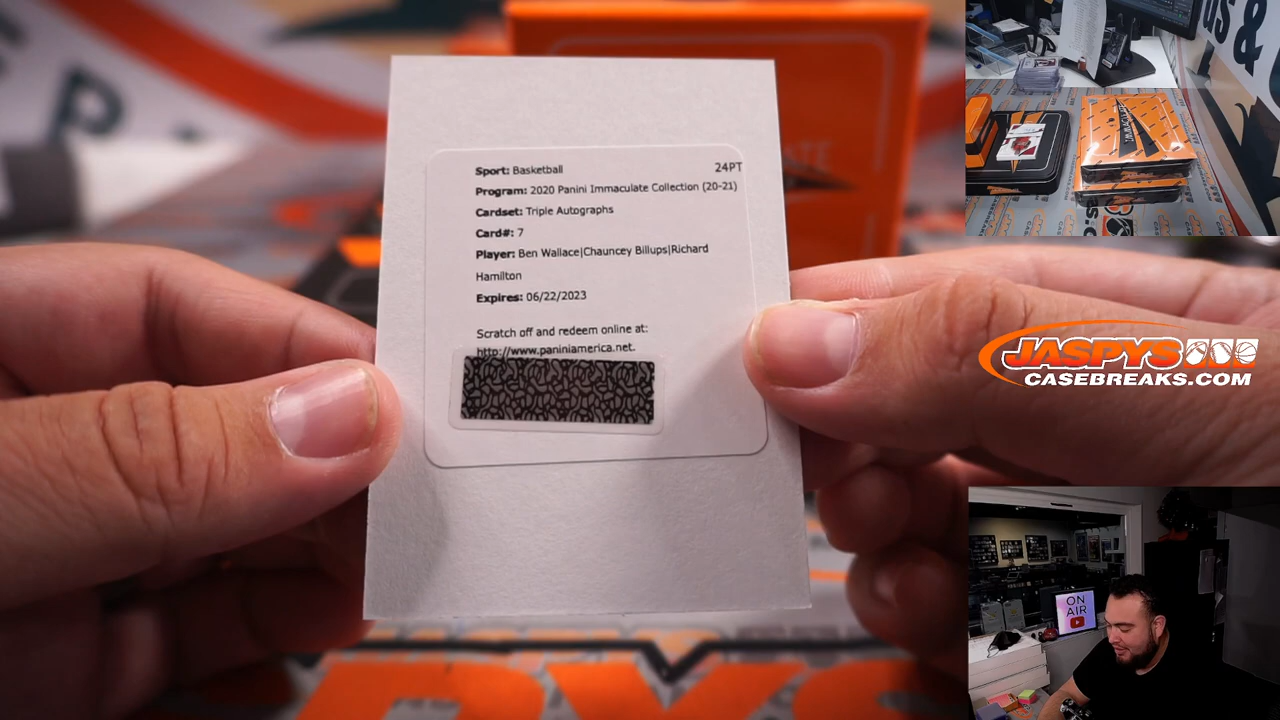 Sport: Basketball 24PT
Program: 2020 Panini Immaculate Collection (20-21)
Cardset: Triple Autographs
Card#: 7
Player: Ben Wallace|Chauncey Billups|Richard
Hamilton
Expires: 06/22/2023
Scratch off and redeem online at:
http://www.paniniamerica.net.
JASPYS
CASEBREAKS.COM
ON
AIR